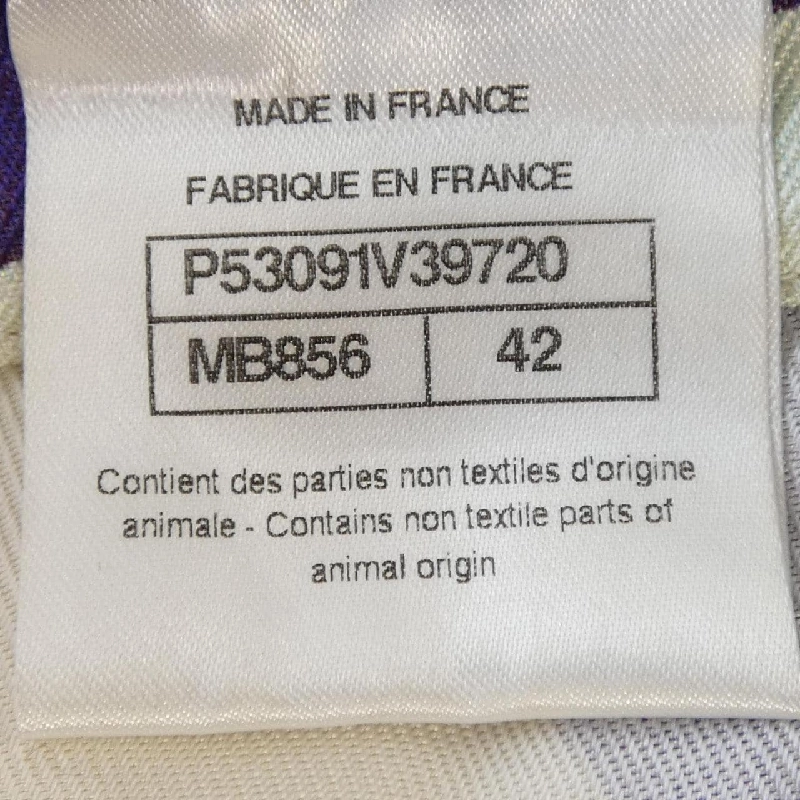 MADE IN FRANCE
FABRIQUE EN FRANCE
P53091V39720
MB856 42
Contient des parties non textiles d'origine
animale - Contains non textile parts of
animal origin